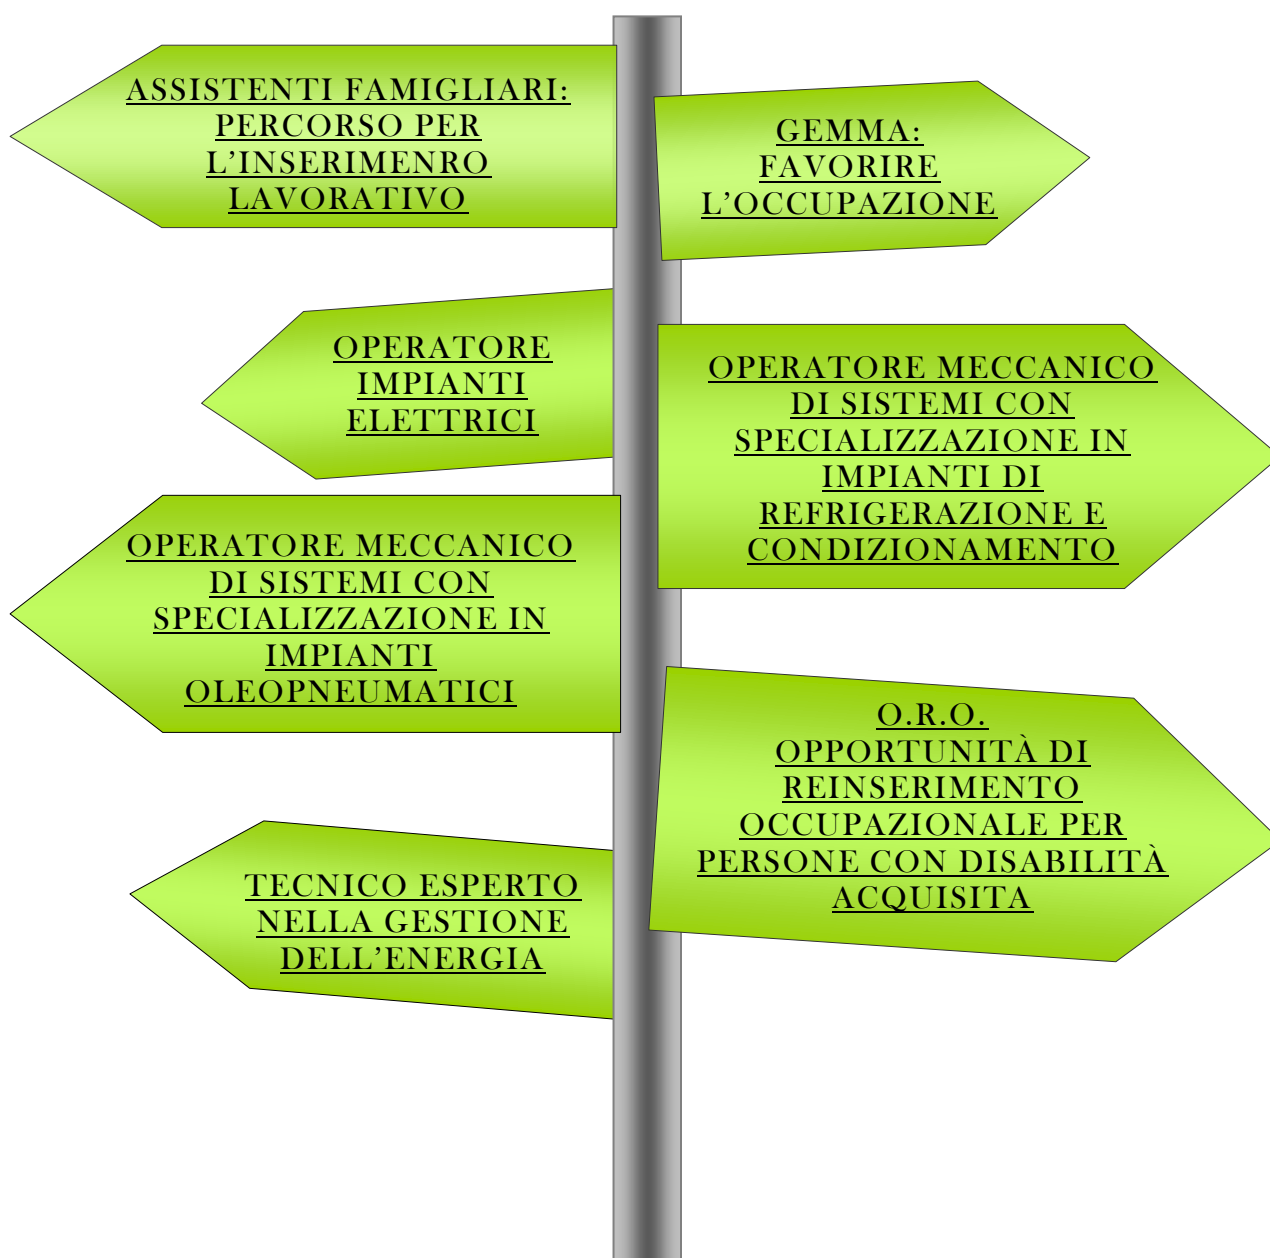 ASSISTENTI FAMIGLIARI:
PERCORSO PER
L’INSERIMENRO
LAVORATIVO
GEMMA:
FAVORIRE
L’OCCUPAZIONE
OPERATORE
IMPIANTI
ELETTRICI
OPERATORE MECCANICO
DI SISTEMI CON
SPECIALIZZAZIONE IN
IMPIANTI DI
REFRIGERAZIONE E
CONDIZIONAMENTO
OPERATORE MECCANICO
DI SISTEMI CON
SPECIALIZZAZIONE IN
IMPIANTI
OLEOPNEUMATICI
O.R.O.
OPPORTUNITÀ DI
REINSERIMENTO
OCCUPAZIONALE PER
PERSONE CON DISABILITÀ
ACQUISITA
TECNICO ESPERTO
NELLA GESTIONE
DELL’ENERGIA